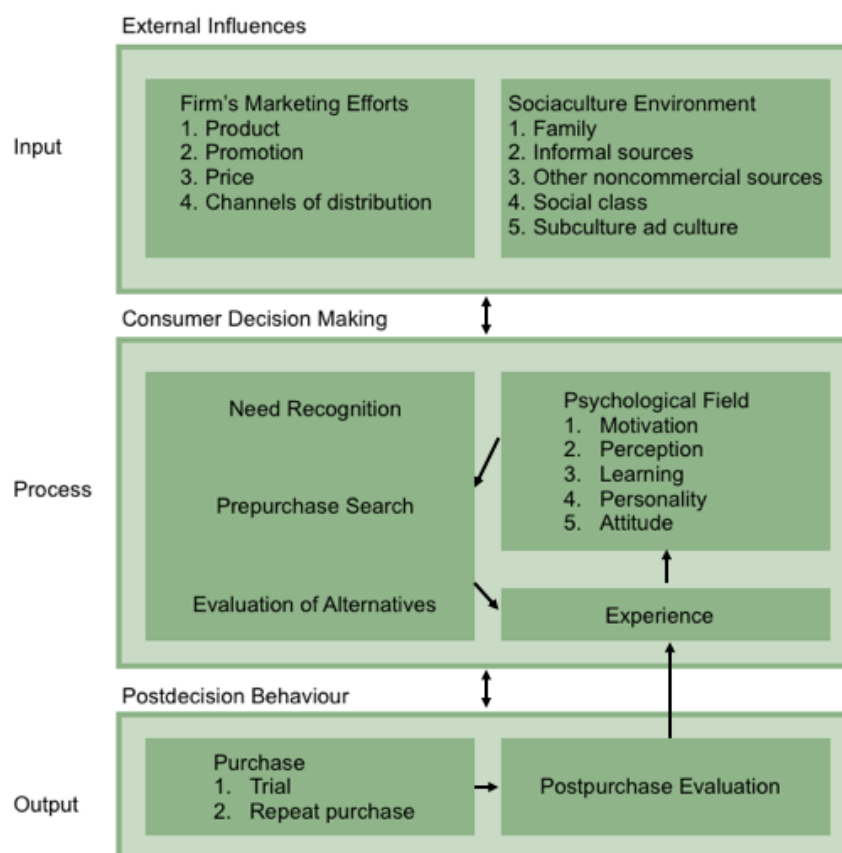 External Influences
Input
Firm's Marketing Efforts
1. Product
2. Promotion
3. Price
4. Channels of distribution
Sociaculture Environment
1. Family
2. Informal sources
3. Other noncommercial sources
4. Social class
5. Subculture ad culture
Consumer Decision Making
Process
Need Recognition
Prepurchase Search
Evaluation of Alternatives
Psychological Field
1. Motivation
2. Perception
3. Learning
4. Personality
5. Attitude
Experience
Postdecision Behaviour
Output
Purchase
1. Trial
2. Repeat purchase
Postpurchase Evaluation